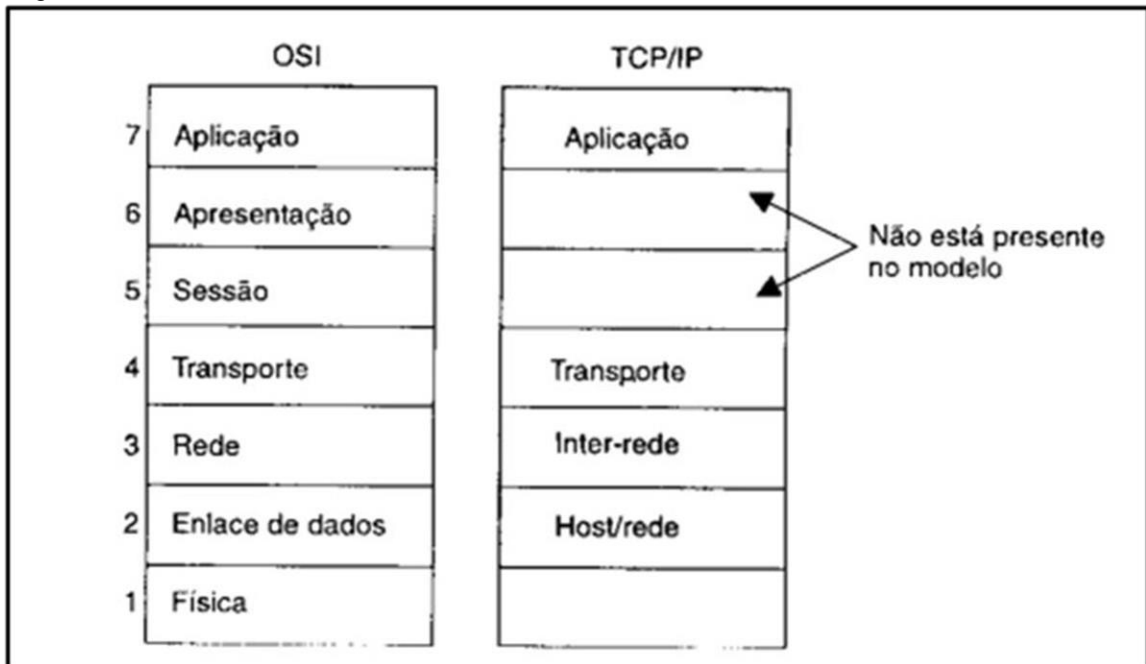 OSI
TCP/IP
7 Aplicação
Aplicação
6 Apresentação
Não está presente
no modelo
5 Sessão
4 Transporte
Transporte
3 Rede
Inter-rede
2 Enlace de dados
Host/rede
1 Física